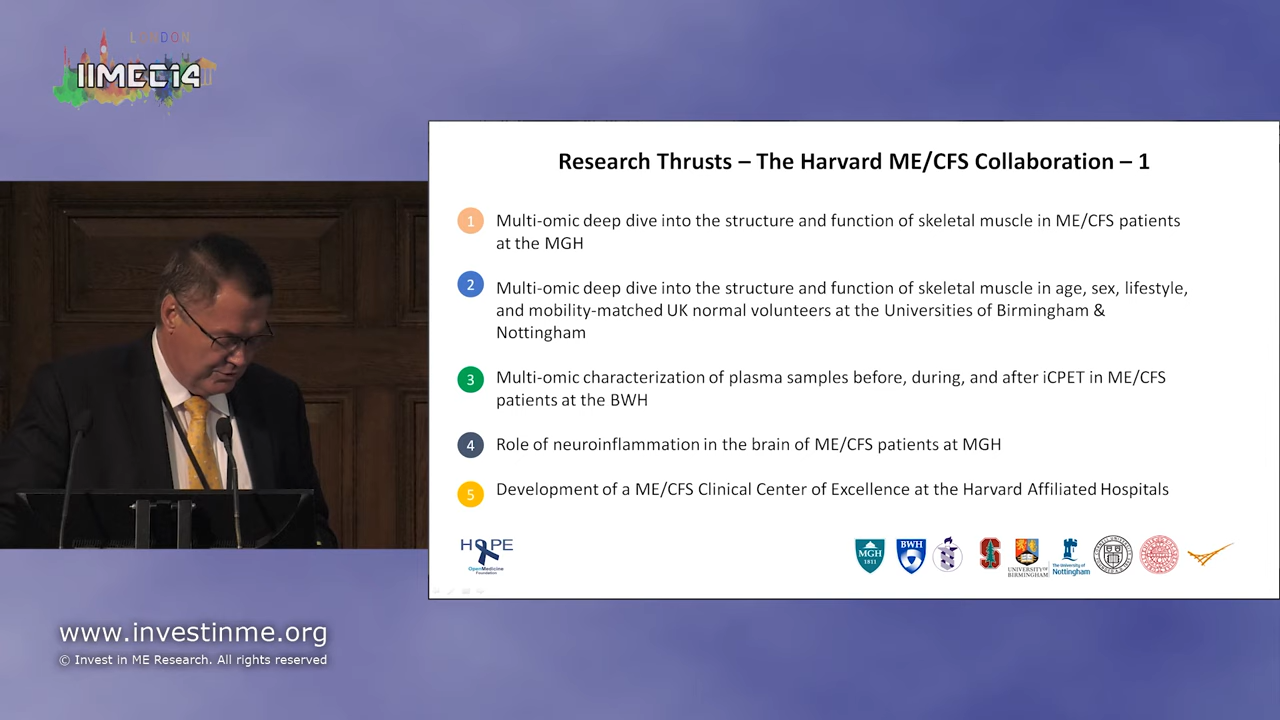 LONDON
IIMEC14
Research Thrusts – The Harvard ME/CFS Collaboration – 1
1
Multi-omic deep dive into the structure and function of skeletal muscle in ME/CFS patients
at the MGH
2
Multi-omic deep dive into the structure and function of skeletal muscle in age, sex, lifestyle,
and mobility-matched UK normal volunteers at the Universities of Birmingham &
Nottingham
3
Multi-omic characterization of plasma samples before, during, and after iCPET in ME/CFS
patients at the BWH
4
Role of neuroinflammation in the brain of ME/CFS patients at MGH
5
Development of a ME/CFS Clinical Center of Excellence at the Harvard Affiliated Hospitals
HOPE
OpenMedicine
Foundation
MGH
1811
BWH
S
UNIVERSITY OF
BIRMINGHAM
The University of
Nottingham
www.investinme.org
© Invest in ME Research. All rights reserved